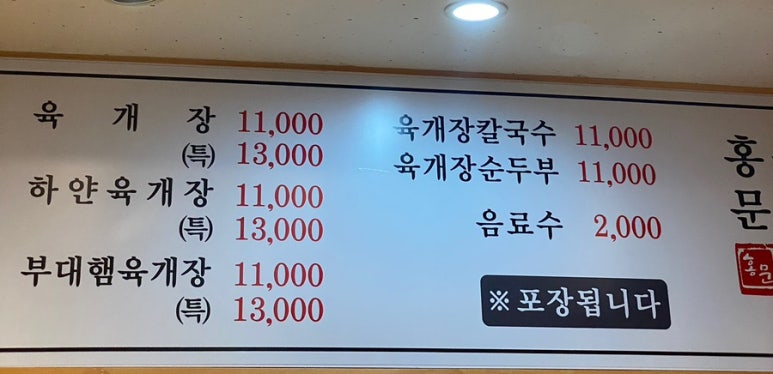 육개장 11,000
(특) 13,000
하얀육개장 11,000
(특) 13,000
부대햄육개장 11,000
(특) 13,000
육개장칼국수 11,000
육개장순두부 11,000
음료수 2,000
※포장됩니다
홍
문
홍문